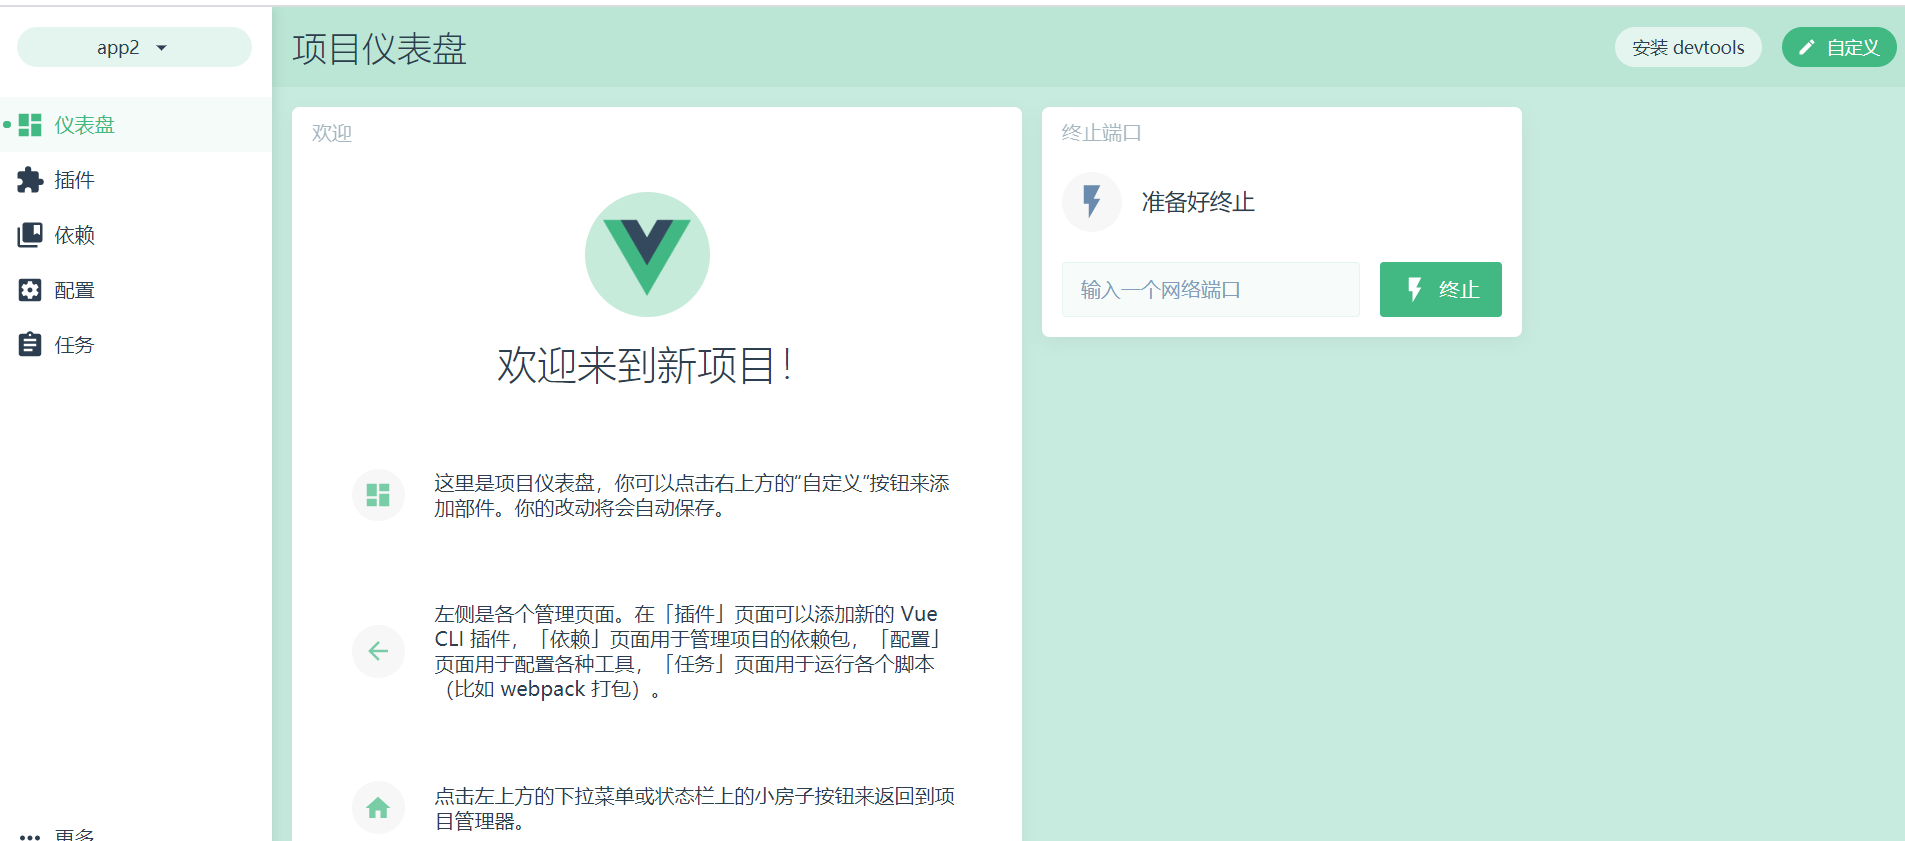 app2
仪表盘
插件
依赖
配置
任务
更多
项目仪表盘
安装 devtools
自定义
欢迎
欢迎来到新项目！
这里是项目仪表盘，你可以点击右上方的“自定义”按钮来添
加部件。你的改动将会自动保存。
左侧是各个管理页面。在「插件」页面可以添加新的 Vue
CLI 插件，「依赖」页面用于管理项目的依赖包，「配置」
页面用于配置各种工具，「任务」页面用于运行各个脚本
（比如 webpack 打包）。
点击左上方的下拉菜单或状态栏上的小房子按钮来返回到项
目管理器。
终止端口
准备好终止
输入一个网络端口
终止